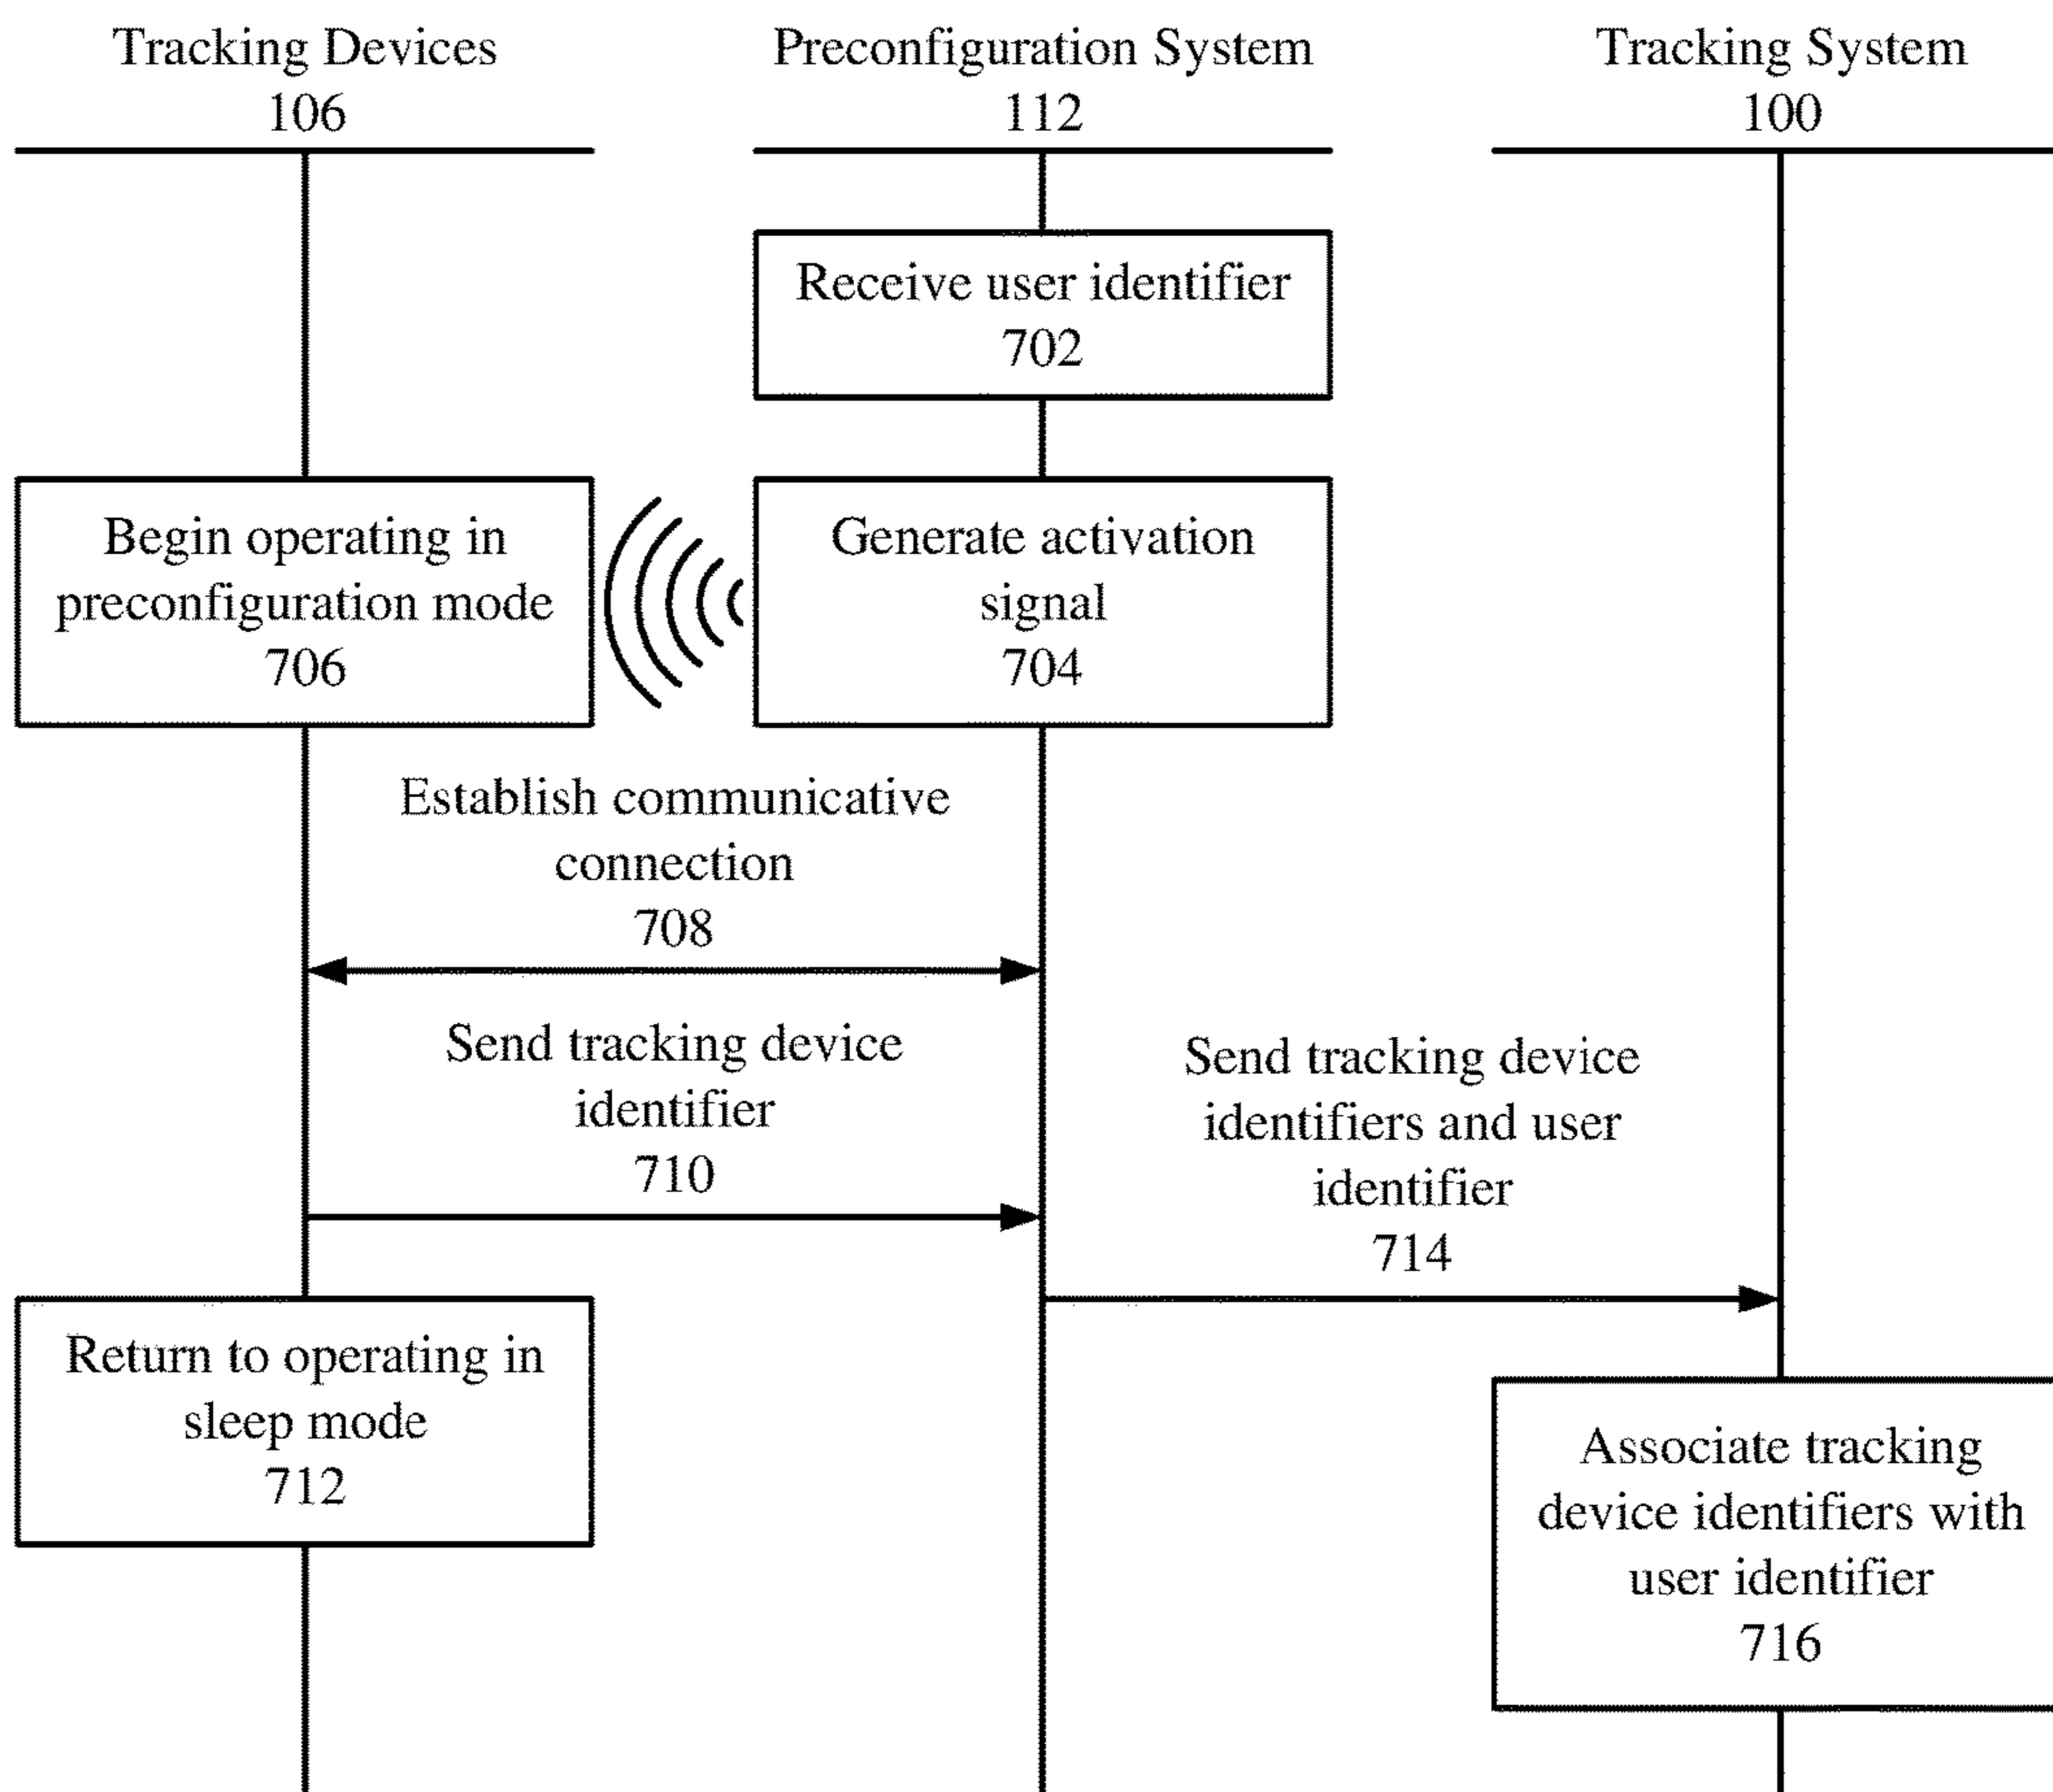 Tracking Devices
106
Preconfiguration System
112
Tracking System
100
Receive user identifier
702
Begin operating in
preconfiguration mode
706
Generate activation
signal
704
Establish communicative
connection
708
Send tracking device
identifier
710
Send tracking device
identifiers and user
identifier
714
Return to operating in
sleep mode
712
Associate tracking
device identifiers with
user identifier
716